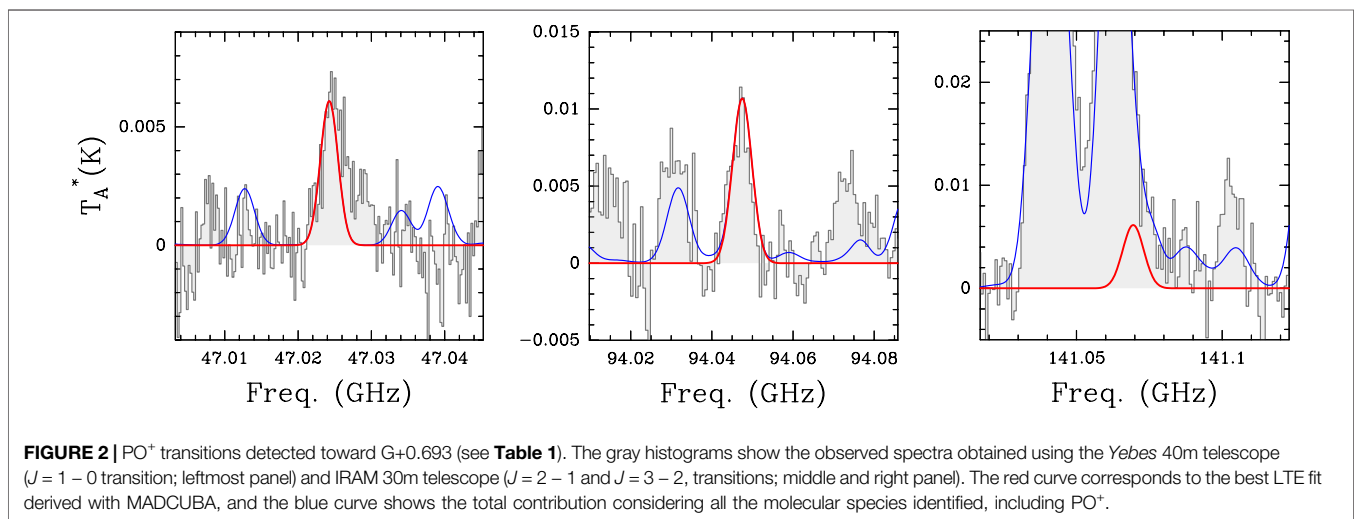 0.005
0
T_A* (K)
47.01 47.02 47.03 47.04
Freq. (GHz)
0.015
0.01
0.005
0
−0.005
94.02 94.04 94.06 94.08
Freq. (GHz)
0.02
0.01
0
141.05 141.1
Freq. (GHz)
FIGURE 2 | PO⁺ transitions detected toward G+0.693 (see Table 1). The gray histograms show the observed spectra obtained using the Yebes 40m telescope
(J = 1 – 0 transition; leftmost panel) and IRAM 30m telescope (J = 2 – 1 and J = 3 – 2, transitions; middle and right panel). The red curve corresponds to the best LTE fit
derived with MADCUBA, and the blue curve shows the total contribution considering all the molecular species identified, including PO⁺.